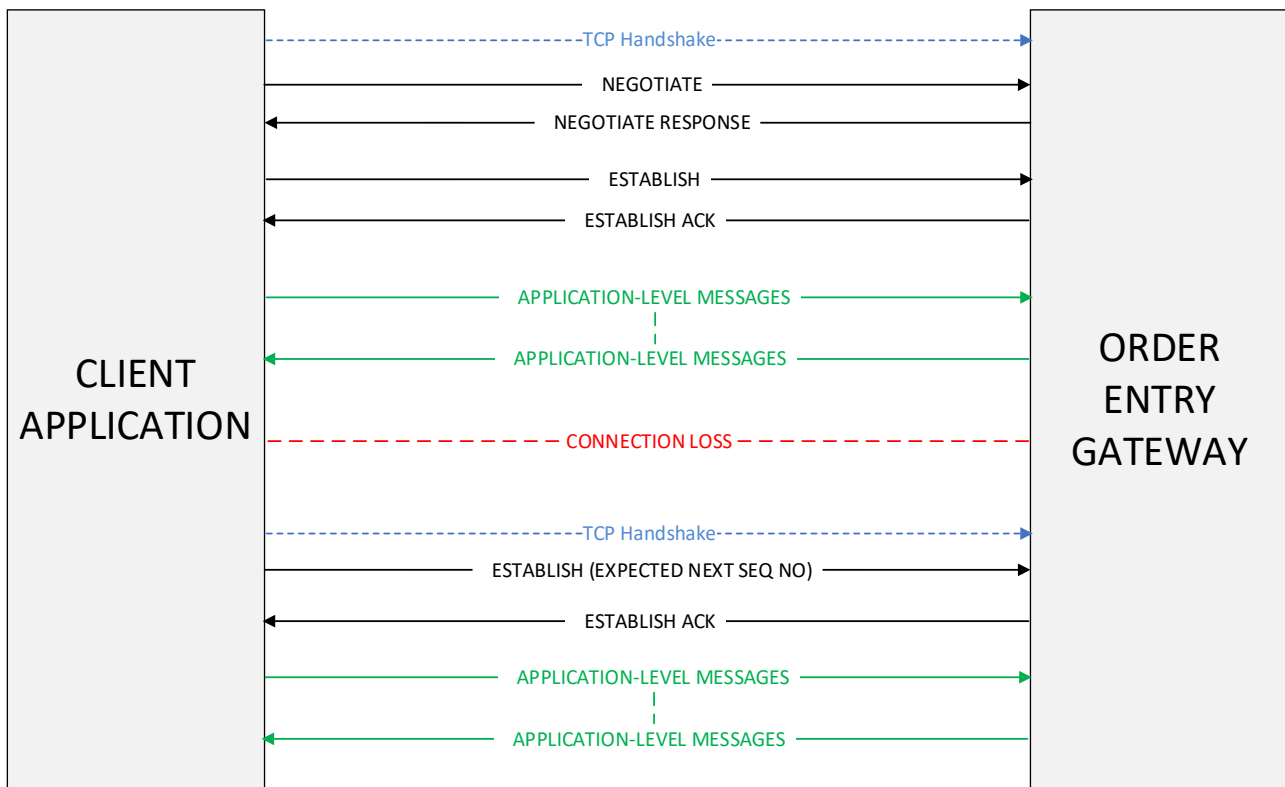 TCP Handshake
NEGOTIATE
NEGOTIATE RESPONSE
ESTABLISH
ESTABLISH ACK
APPLICATION-LEVEL MESSAGES
APPLICATION-LEVEL MESSAGES
CLIENT
APPLICATION
ORDER
ENTRY
GATEWAY
CONNECTION LOSS
TCP Handshake
ESTABLISH (EXPECTED NEXT SEQ NO)
ESTABLISH ACK
APPLICATION-LEVEL MESSAGES
APPLICATION-LEVEL MESSAGES